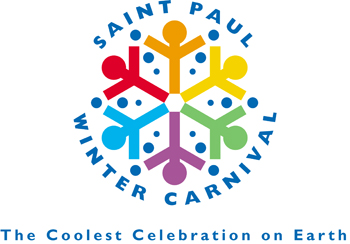 SAINT PAUL
WINTER CARNIVAL
The Coolest Celebration on Earth